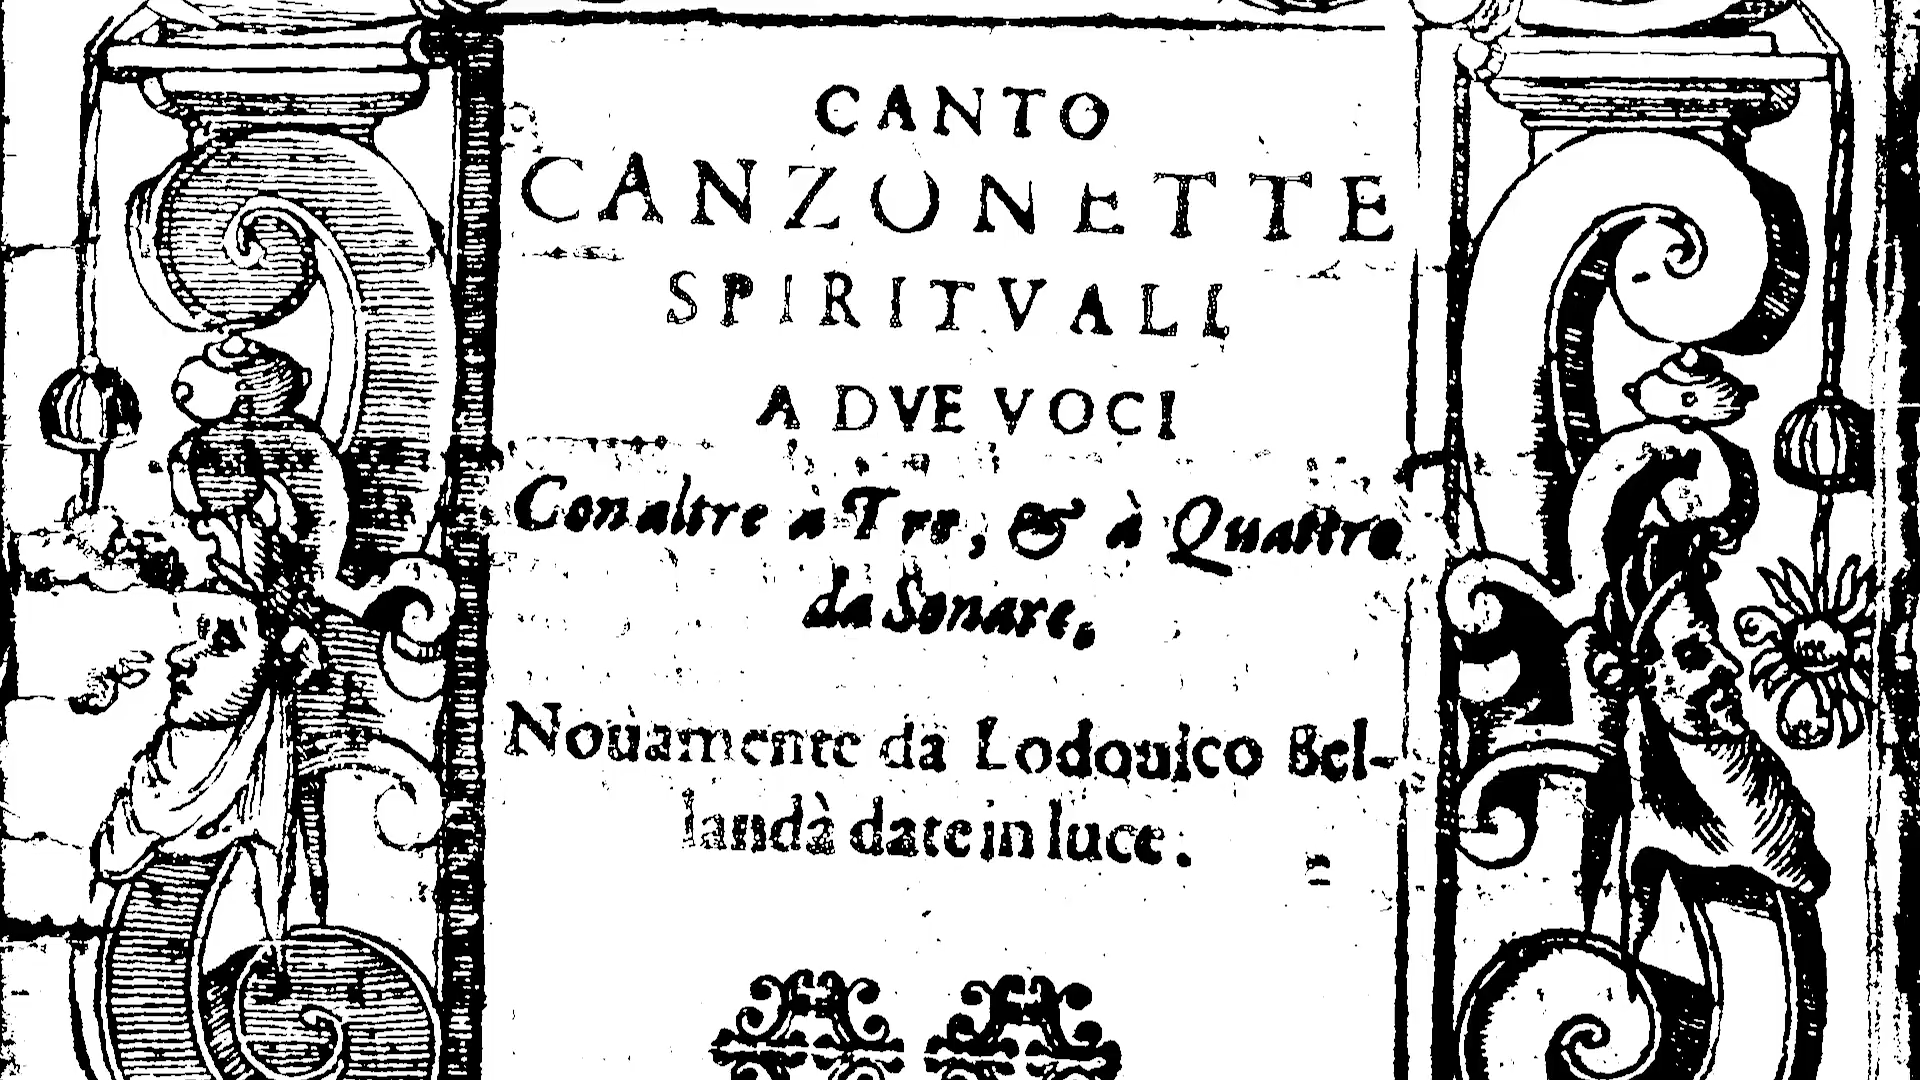 CANTO
CANZONETTE
SPIRITVALI
A DVE VOCI
Con altre à Tre, & à Quattro
da Sonare.
Nouamente da Lodouico Bel-
landà date in luce.